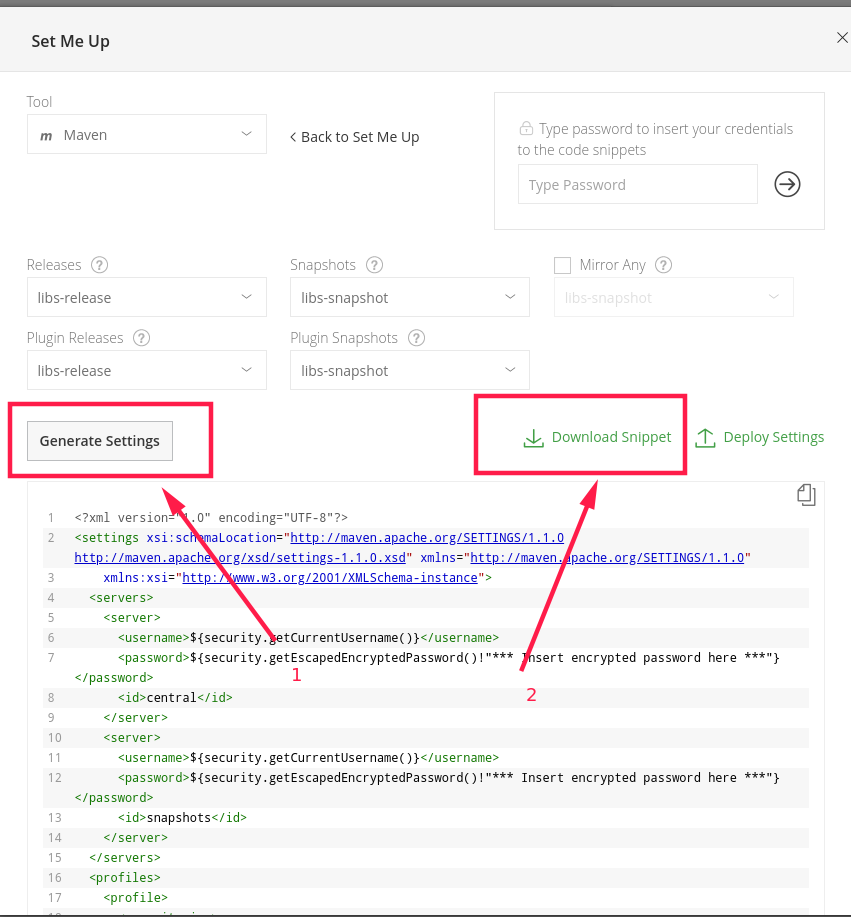 Set Me Up
Tool
m Maven
Back to Set Me Up
Type password to insert your credentials
to the code snippets
Type Password
Releases ?
Snapshots ?
Mirror Any ?
libs-release
libs-snapshot
libs-snapshot
Plugin Releases ?
Plugin Snapshots ?
libs-release
libs-snapshot
Generate Settings
Download Snippet
Deploy Settings
1 <?xml version="1.0" encoding="UTF-8"?>
2 <settings xsi:schemaLocation="http://maven.apache.org/SETTINGS/1.1.0
http://maven.apache.org/xsd/settings-1.1.0.xsd" xmlns="http://maven.apache.org/SETTINGS/1.1.0"
3 xmlns:xsi="http://www.w3.org/2001/XMLSchema-instance">
4 <servers>
5 <server>
6 <username>${security.getCurrentUsername()}</username>
7 <password>${security.getEscapedEncryptedPassword()!"*** Insert encrypted password here ***"}
</password>
1
8 <id>central</id>
2
9 </server>
10 <server>
11 <username>${security.getCurrentUsername()}</username>
12 <password>${security.getEscapedEncryptedPassword()!"*** Insert encrypted password here ***"}
</password>
13 <id>snapshots</id>
14 </server>
15 </servers>
16 <profiles>
17 <profile>